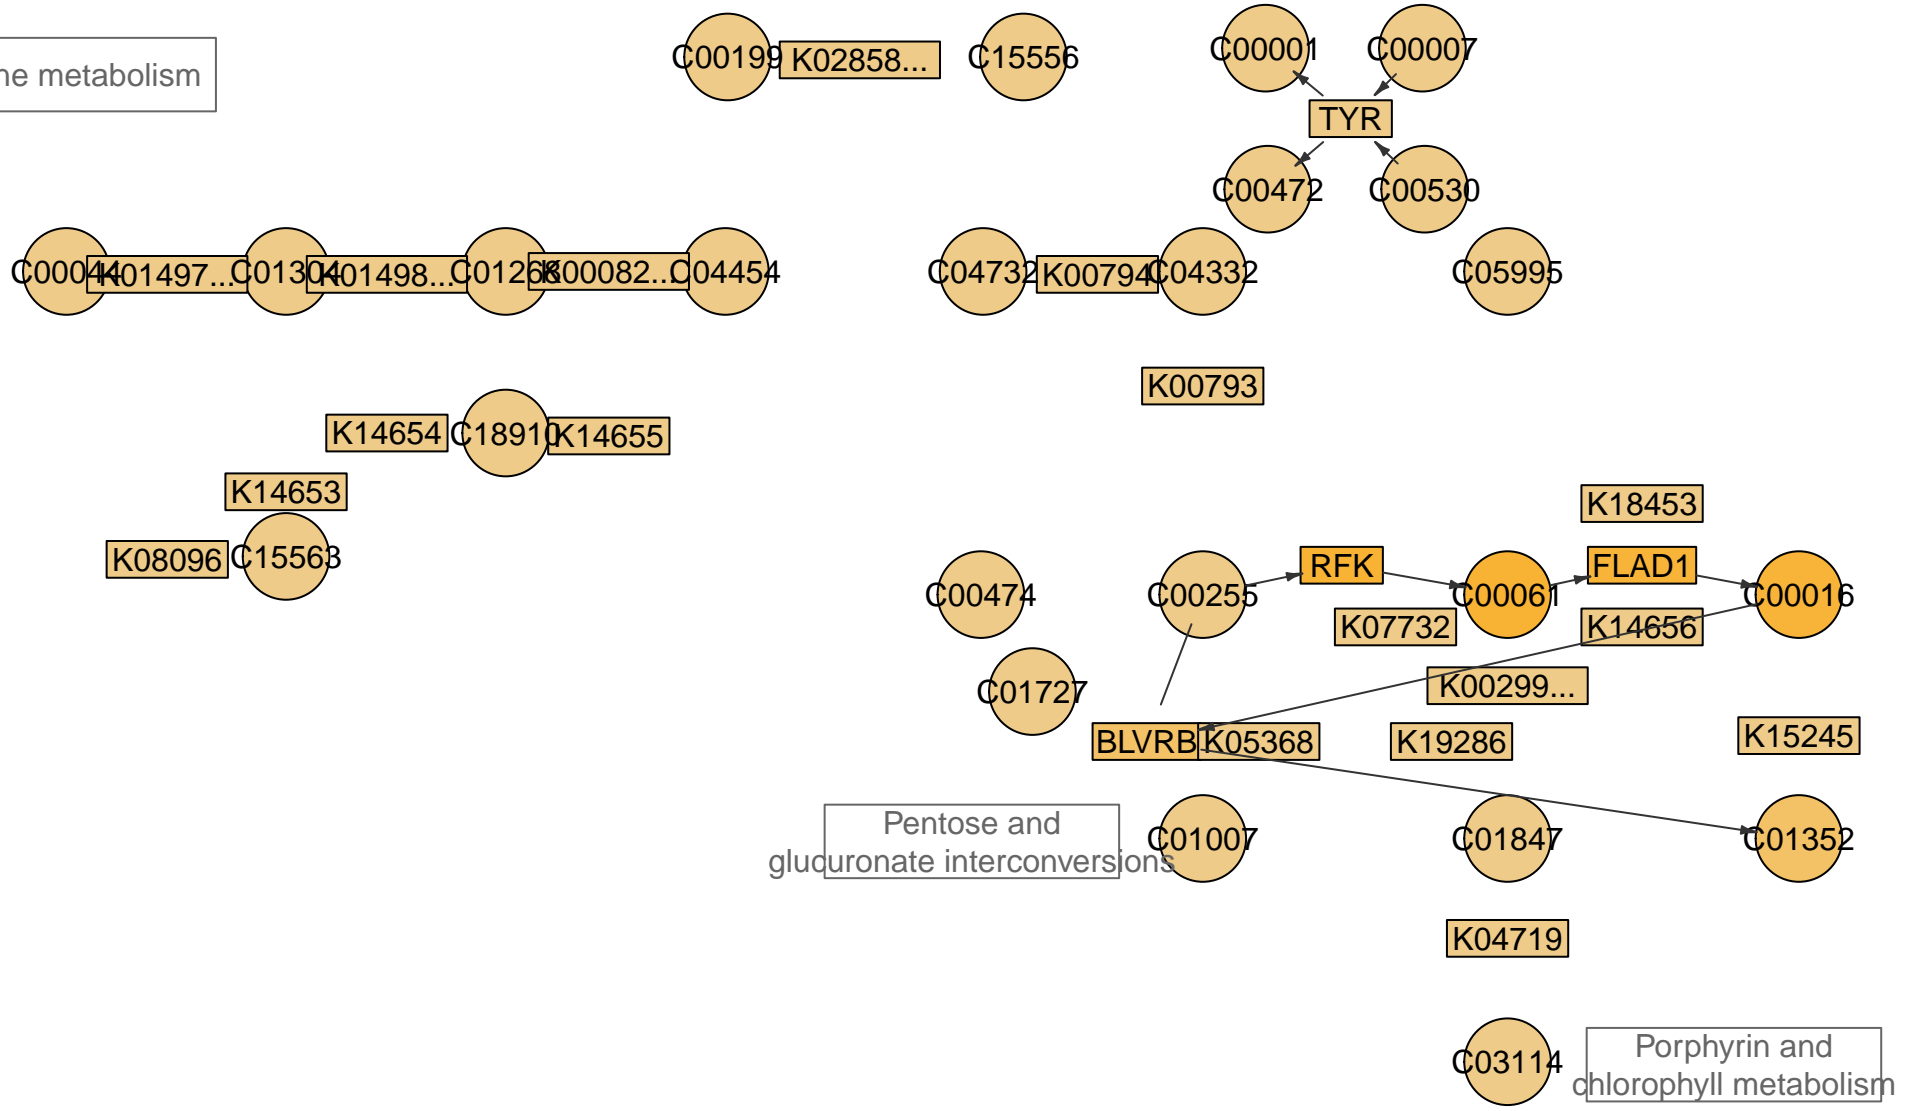 C00199
K02858...
C15556
C00001
C00007
ne metabolism
TYR
C00472
C00530
C00044
K01497...
C01304
K01498...
C01268
K00082...
C04454
C04732
K00794
C04332
C05995
K00793
K14654
C18910
K14655
K14653
K08096
C15563
K18453
RFK
FLAD1
C00474
C00255
C00061
C00016
K07732
K14656
C01727
K00299...
BLVRB
K05368
K19286
K15245
Pentose and
glucuronate interconversions
C01007
C01847
C01352
K04719
C03114
Porphyrin and
chlorophyll metabolism